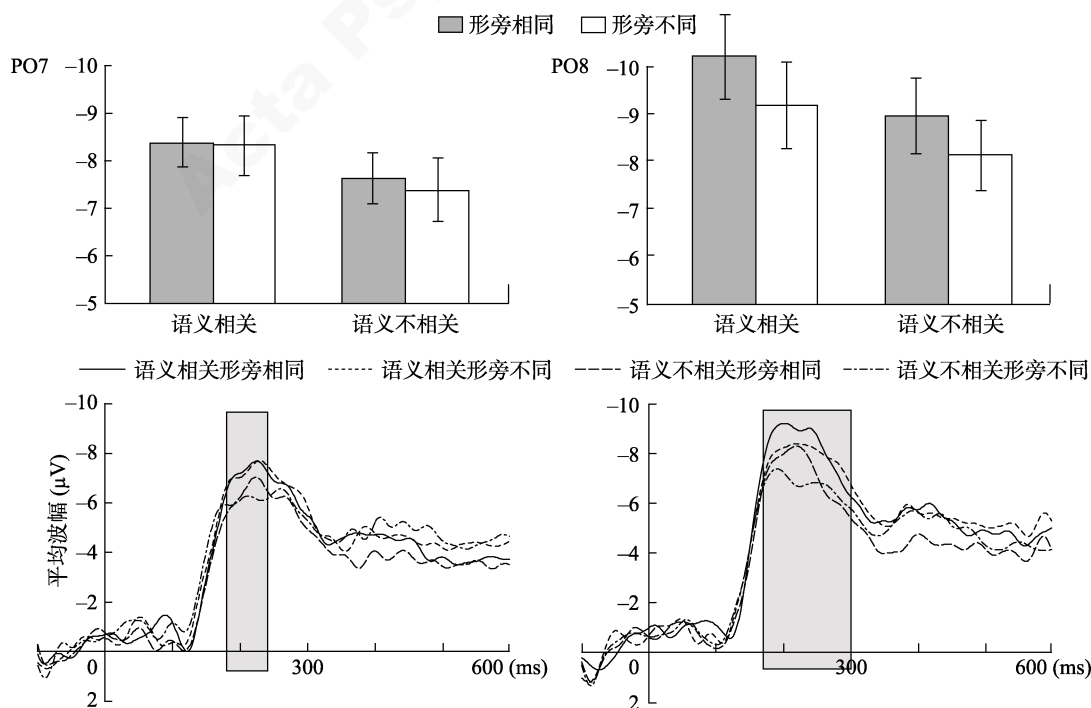 形旁相同 形旁不同
PO7 –10 PO8 –10
–9 –9
–8 –8
–7 –7
–6 –6
–5 –5
语义相关 语义不相关 语义相关 语义不相关
语义相关形旁相同 语义相关形旁不同 语义不相关形旁相同 语义不相关形旁不同
–10 –10
–8 –8
平均波幅 (μV)
–6 –6
–4 –4
–2 –2
0 300 600 (ms) 0 300 600 (ms)
2 2
Acta Ps